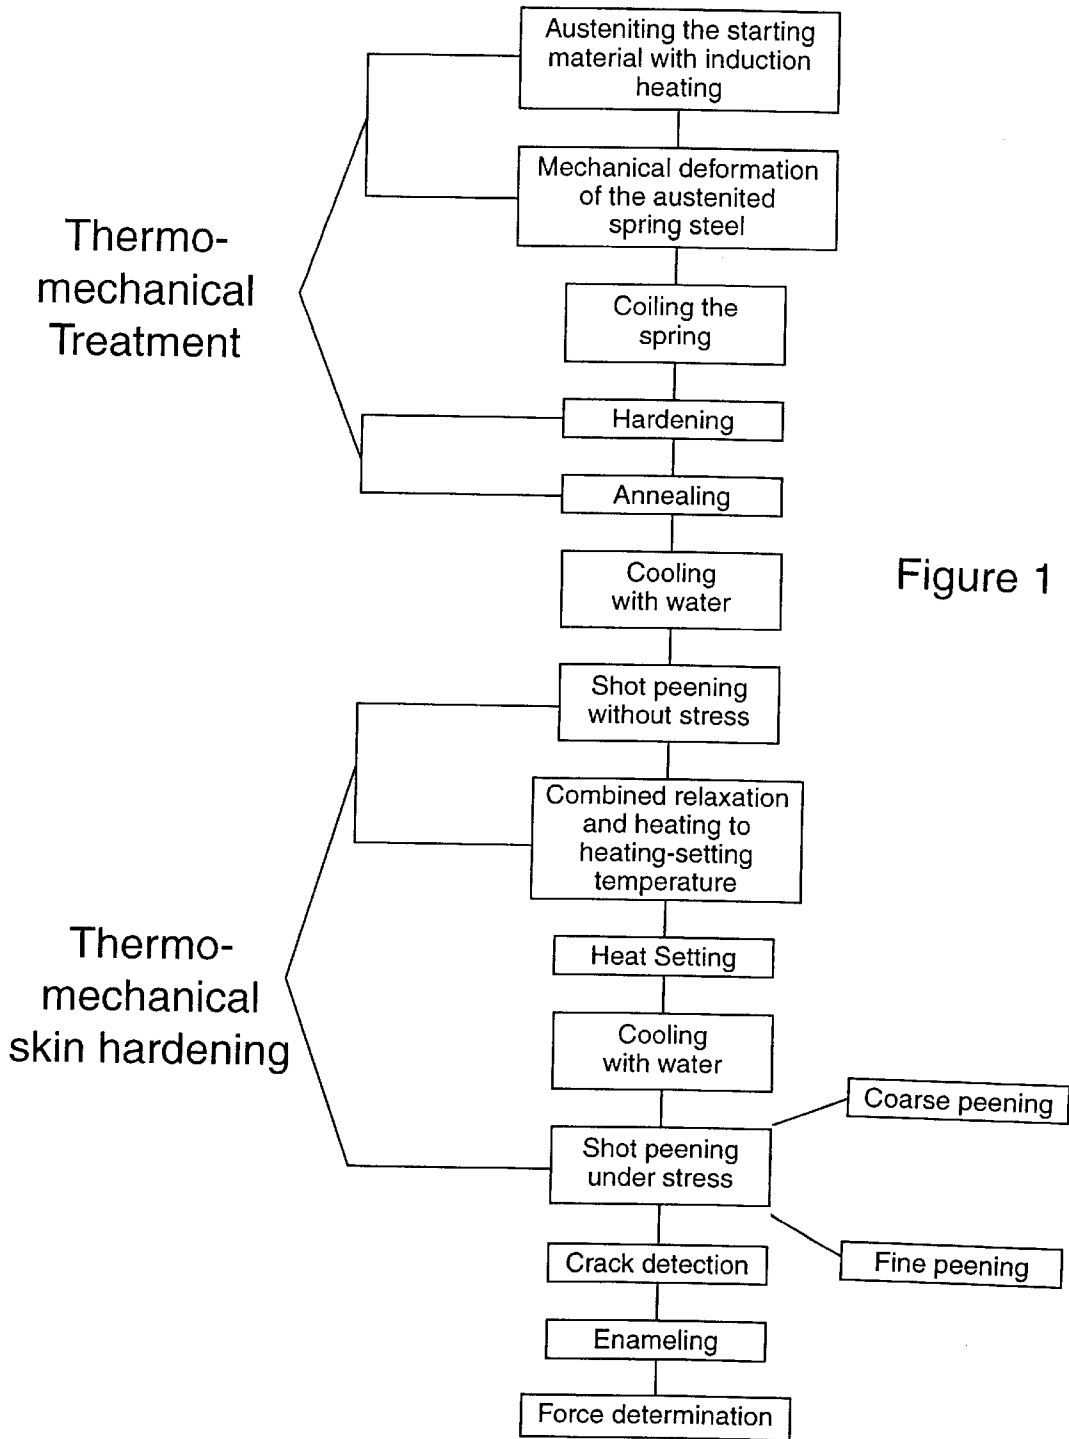 Austeniting the starting
material with induction
heating
Mechanical deformation
of the austenited
spring steel
Thermo-
mechanical
Treatment
Coiling the
spring
Hardening
Annealing
Cooling
with water
Figure 1
Shot peening
without stress
Combined relaxation
and heating to
heating-setting
temperature
Thermo-
mechanical
skin hardening
Heat Setting
Cooling
with water
Coarse peening
Shot peening
under stress
Crack detection
Fine peening
Enameling
Force determination